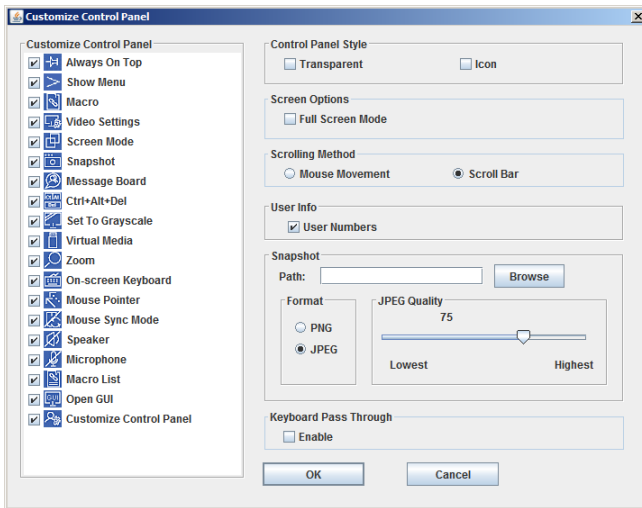 Customize Control Panel
Customize Control Panel
Always On Top
Show Menu
Macro
Video Settings
Screen Mode
Snapshot
Message Board
Ctrl+Alt+Del
Set To Grayscale
Virtual Media
Zoom
On-screen Keyboard
Mouse Pointer
Mouse Sync Mode
Speaker
Microphone
Macro List
GUI Open GUI
Customize Control Panel
Control Panel Style
Transparent Icon
Screen Options
Full Screen Mode
Scrolling Method
Mouse Movement Scroll Bar
User Info
User Numbers
Snapshot
Path: Browse
Format
PNG
JPEG
JPEG Quality
75
Lowest Highest
Keyboard Pass Through
Enable
OK Cancel